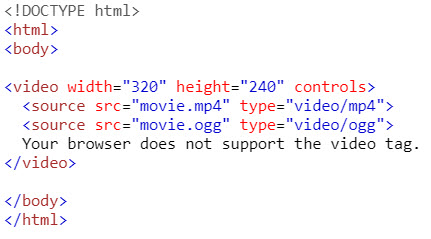 <!DOCTYPE html>
<html>
<body>
<video width="320" height="240" controls>
<source src="movie.mp4" type="video/mp4">
<source src="movie.ogg" type="video/ogg">
Your browser does not support the video tag.
</video>
</body>
</html>